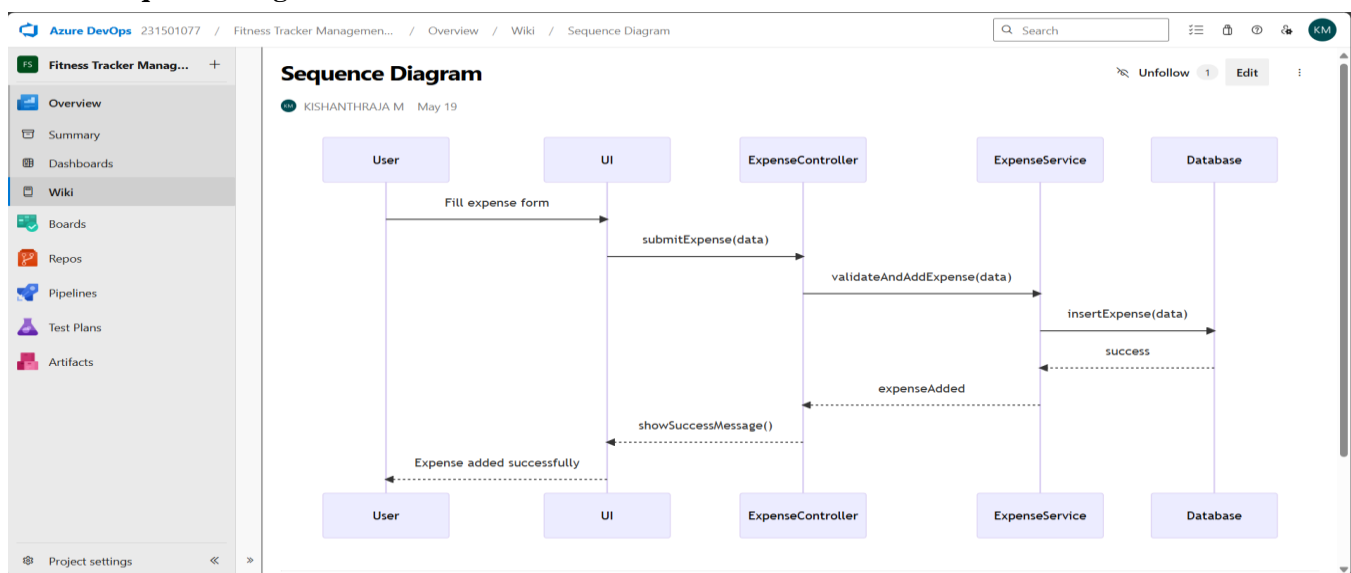 Azure DevOps 231501077 / Fitness Tracker Managemen... / Overview / Wiki / Sequence Diagram
Search
KM
FS Fitness Tracker Manag... +
Overview
Summary
Dashboards
Wiki
Boards
Repos
Pipelines
Test Plans
Artifacts
Project settings
Sequence Diagram
Unfollow 1 Edit
KM KISHANTHRAJA M May 19
User UI ExpenseController ExpenseService Database
Fill expense form
submitExpense(data)
validateAndAddExpense(data)
insertExpense(data)
success
expenseAdded
showSuccessMessage()
Expense added successfully
User UI ExpenseController ExpenseService Database